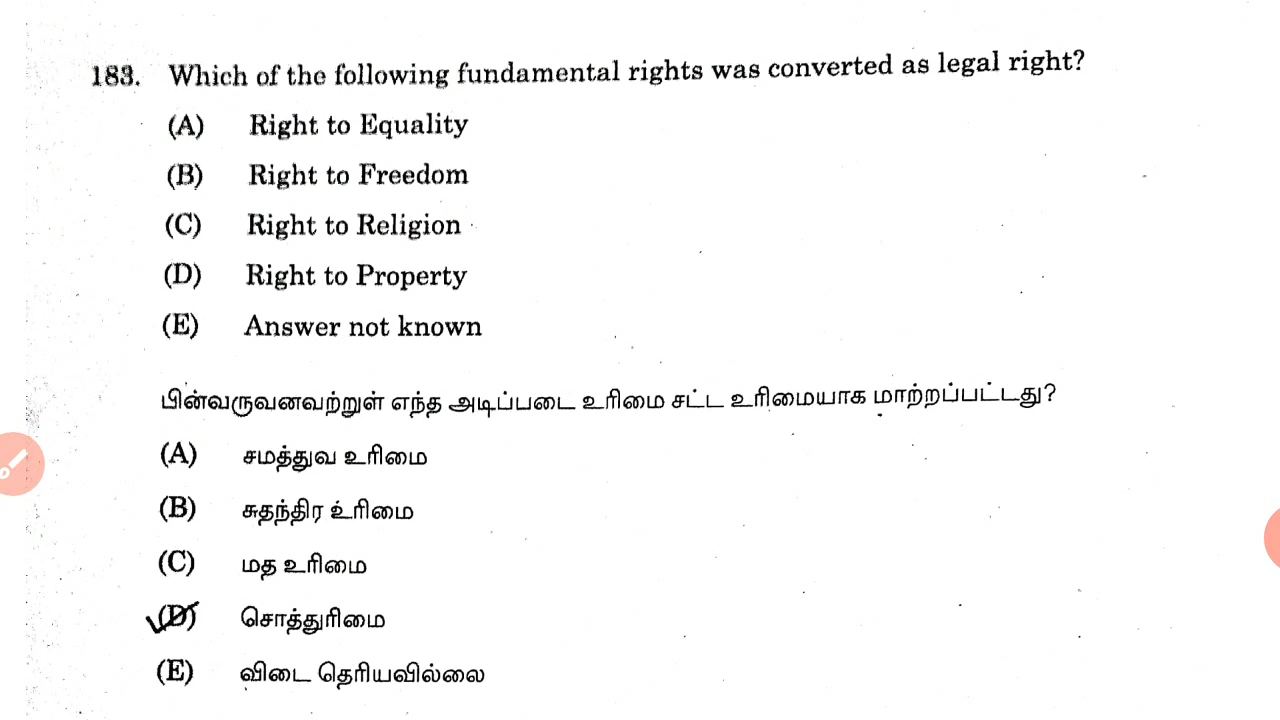 183. Which of the following fundamental rights was converted as legal right?
(A) Right to Equality
(B) Right to Freedom
(C) Right to Religion
(D) Right to Property
(E) Answer not known
பின்வருவனவற்றுள் எந்த அடிப்படை உரிமை சட்ட உரிமையாக மாற்றப்பட்டது?
(A) சமத்துவ உரிமை
(B) சுதந்திர உரிமை
(C) மத உரிமை
(D) சொத்துரிமை
(E) விடை தெரியவில்லை